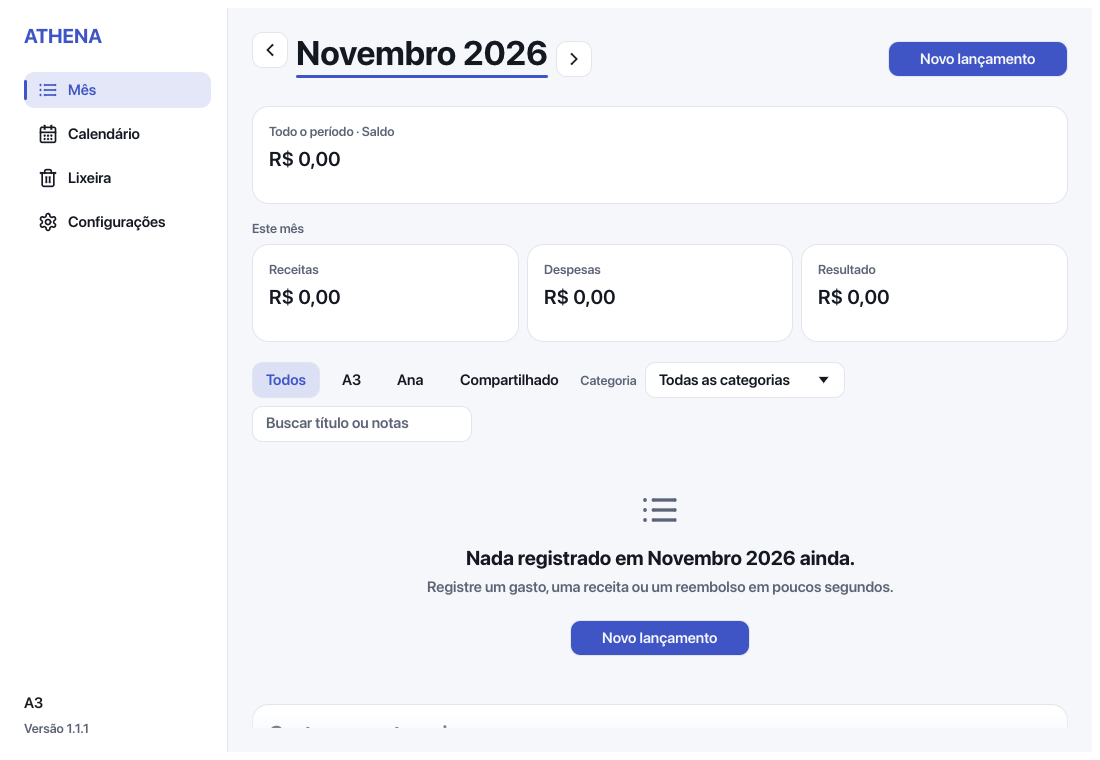 ATHENA
Mês
Calendário
Lixeira
Configurações
A3
Versão 1.1.1
Novembro 2026
Novo lançamento
Todo o período · Saldo
R$ 0,00
Este mês
Receitas
R$ 0,00
Despesas
R$ 0,00
Resultado
R$ 0,00
Todos A3 Ana Compartilhado Categoria Todas as categorias
Buscar título ou notas
Nada registrado em Novembro 2026 ainda.
Registre um gasto, uma receita ou um reembolso em poucos segundos.
Novo lançamento